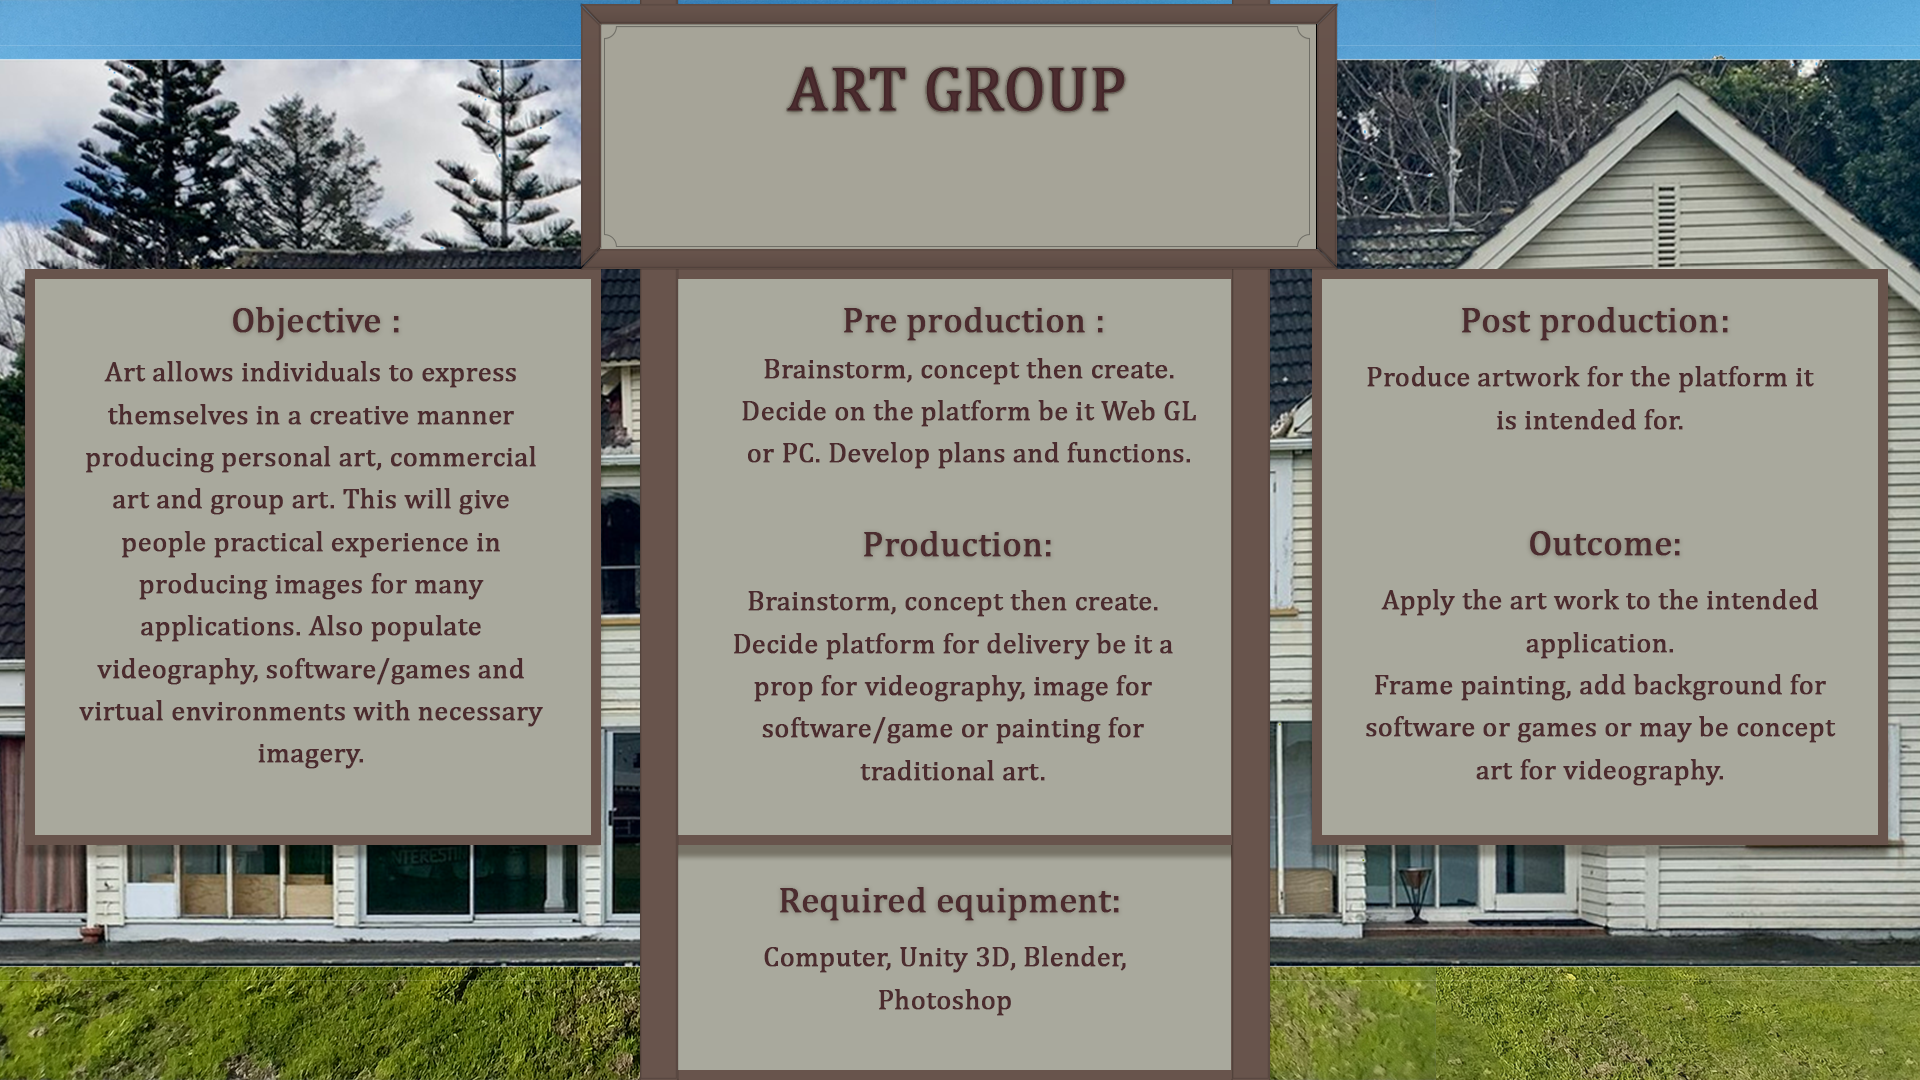 ART GROUP
Objective :
Art allows individuals to express
themselves in a creative manner
producing personal art, commercial
art and group art. This will give
people practical experience in
producing images for many
applications. Also populate
videography, software/games and
virtual environments with necessary
imagery.
Pre production :
Brainstorm, concept then create.
Decide on the platform be it Web GL
or PC. Develop plans and functions.
Production:
Brainstorm, concept then create.
Decide platform for delivery be it a
prop for videography, image for
software/game or painting for
traditional art.
Required equipment:
Computer, Unity 3D, Blender,
Photoshop
Post production:
Produce artwork for the platform it
is intended for.
Outcome:
Apply the art work to the intended
application.
Frame painting, add background for
software or games or may be concept
art for videography.